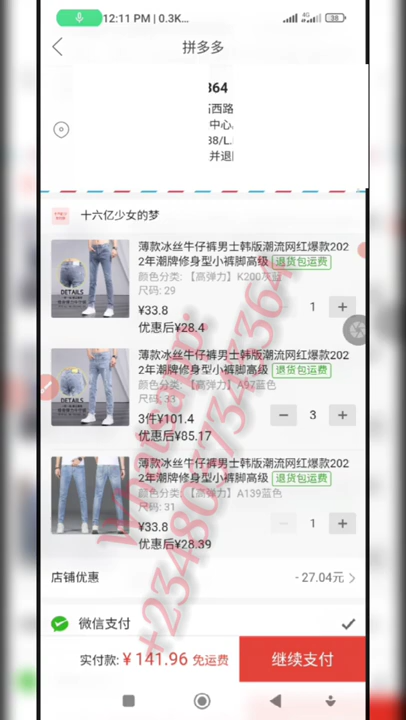 12:11 PM | 0.3K...
4G
38
拼多多
364
西路
中心
38/L
并退
十六亿少女的梦
薄款冰丝牛仔裤男士韩版潮流网红爆款202
2年潮牌修身型小裤脚高级 退货包运费
颜色分类: 【高弹力】K200灰蓝
尺码: 29
¥33.8
1 +
优惠后¥28.4
DETAILS
薄款冰丝牛仔裤男士韩版潮流网红爆款202
2年潮牌修身型小裤脚高级 退货包运费
颜色分类: 【高弹力】A97蓝色
尺码: 33
3件¥101.4
− 3 +
优惠后¥85.17
DETAILS
薄款冰丝牛仔裤男士韩版潮流网红爆款202
2年潮牌修身型小裤脚高级 退货包运费
颜色分类: 【高弹力】A139蓝色
尺码: 31
¥33.8
− 1 +
优惠后¥28.39
店铺优惠
- 27.04元 >
微信支付
实付款: ¥ 141.96 免运费
继续支付